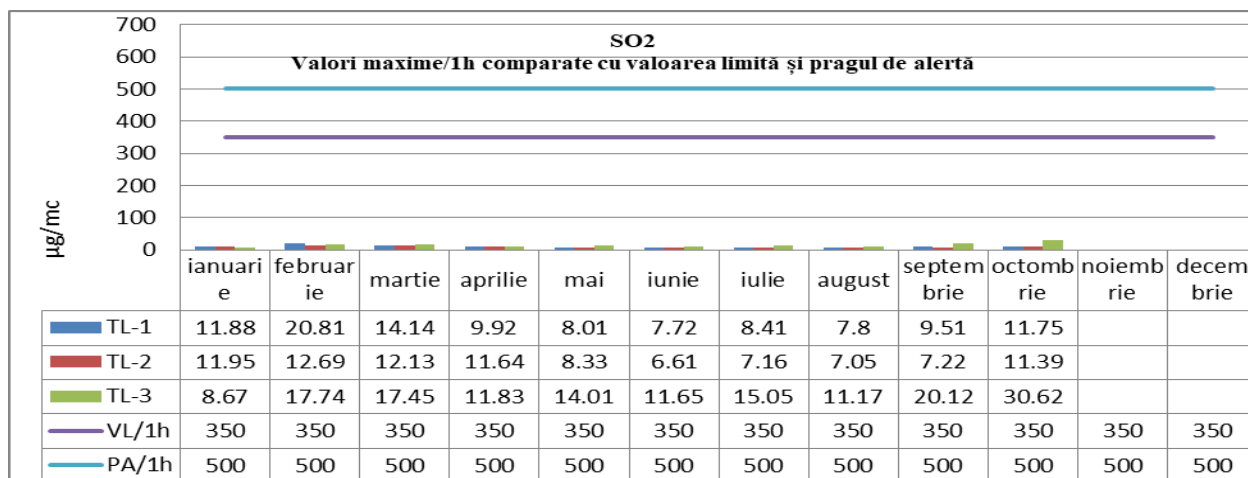 700
SO2
600
Valori maxime/1h comparate cu valoarea limită și pragul de alertă
500
400
300
200
100
0
µg/mc
ianuarie februarie martie aprilie mai iunie iulie august septembrie octombrie noiembrie decembrie
TL-1 11.88 20.81 14.14 9.92 8.01 7.72 8.41 7.8 9.51 11.75
TL-2 11.95 12.69 12.13 11.64 8.33 6.61 7.16 7.05 7.22 11.39
TL-3 8.67 17.74 17.45 11.83 14.01 11.65 15.05 11.17 20.12 30.62
VL/1h 350 350 350 350 350 350 350 350 350 350 350 350
PA/1h 500 500 500 500 500 500 500 500 500 500 500 500